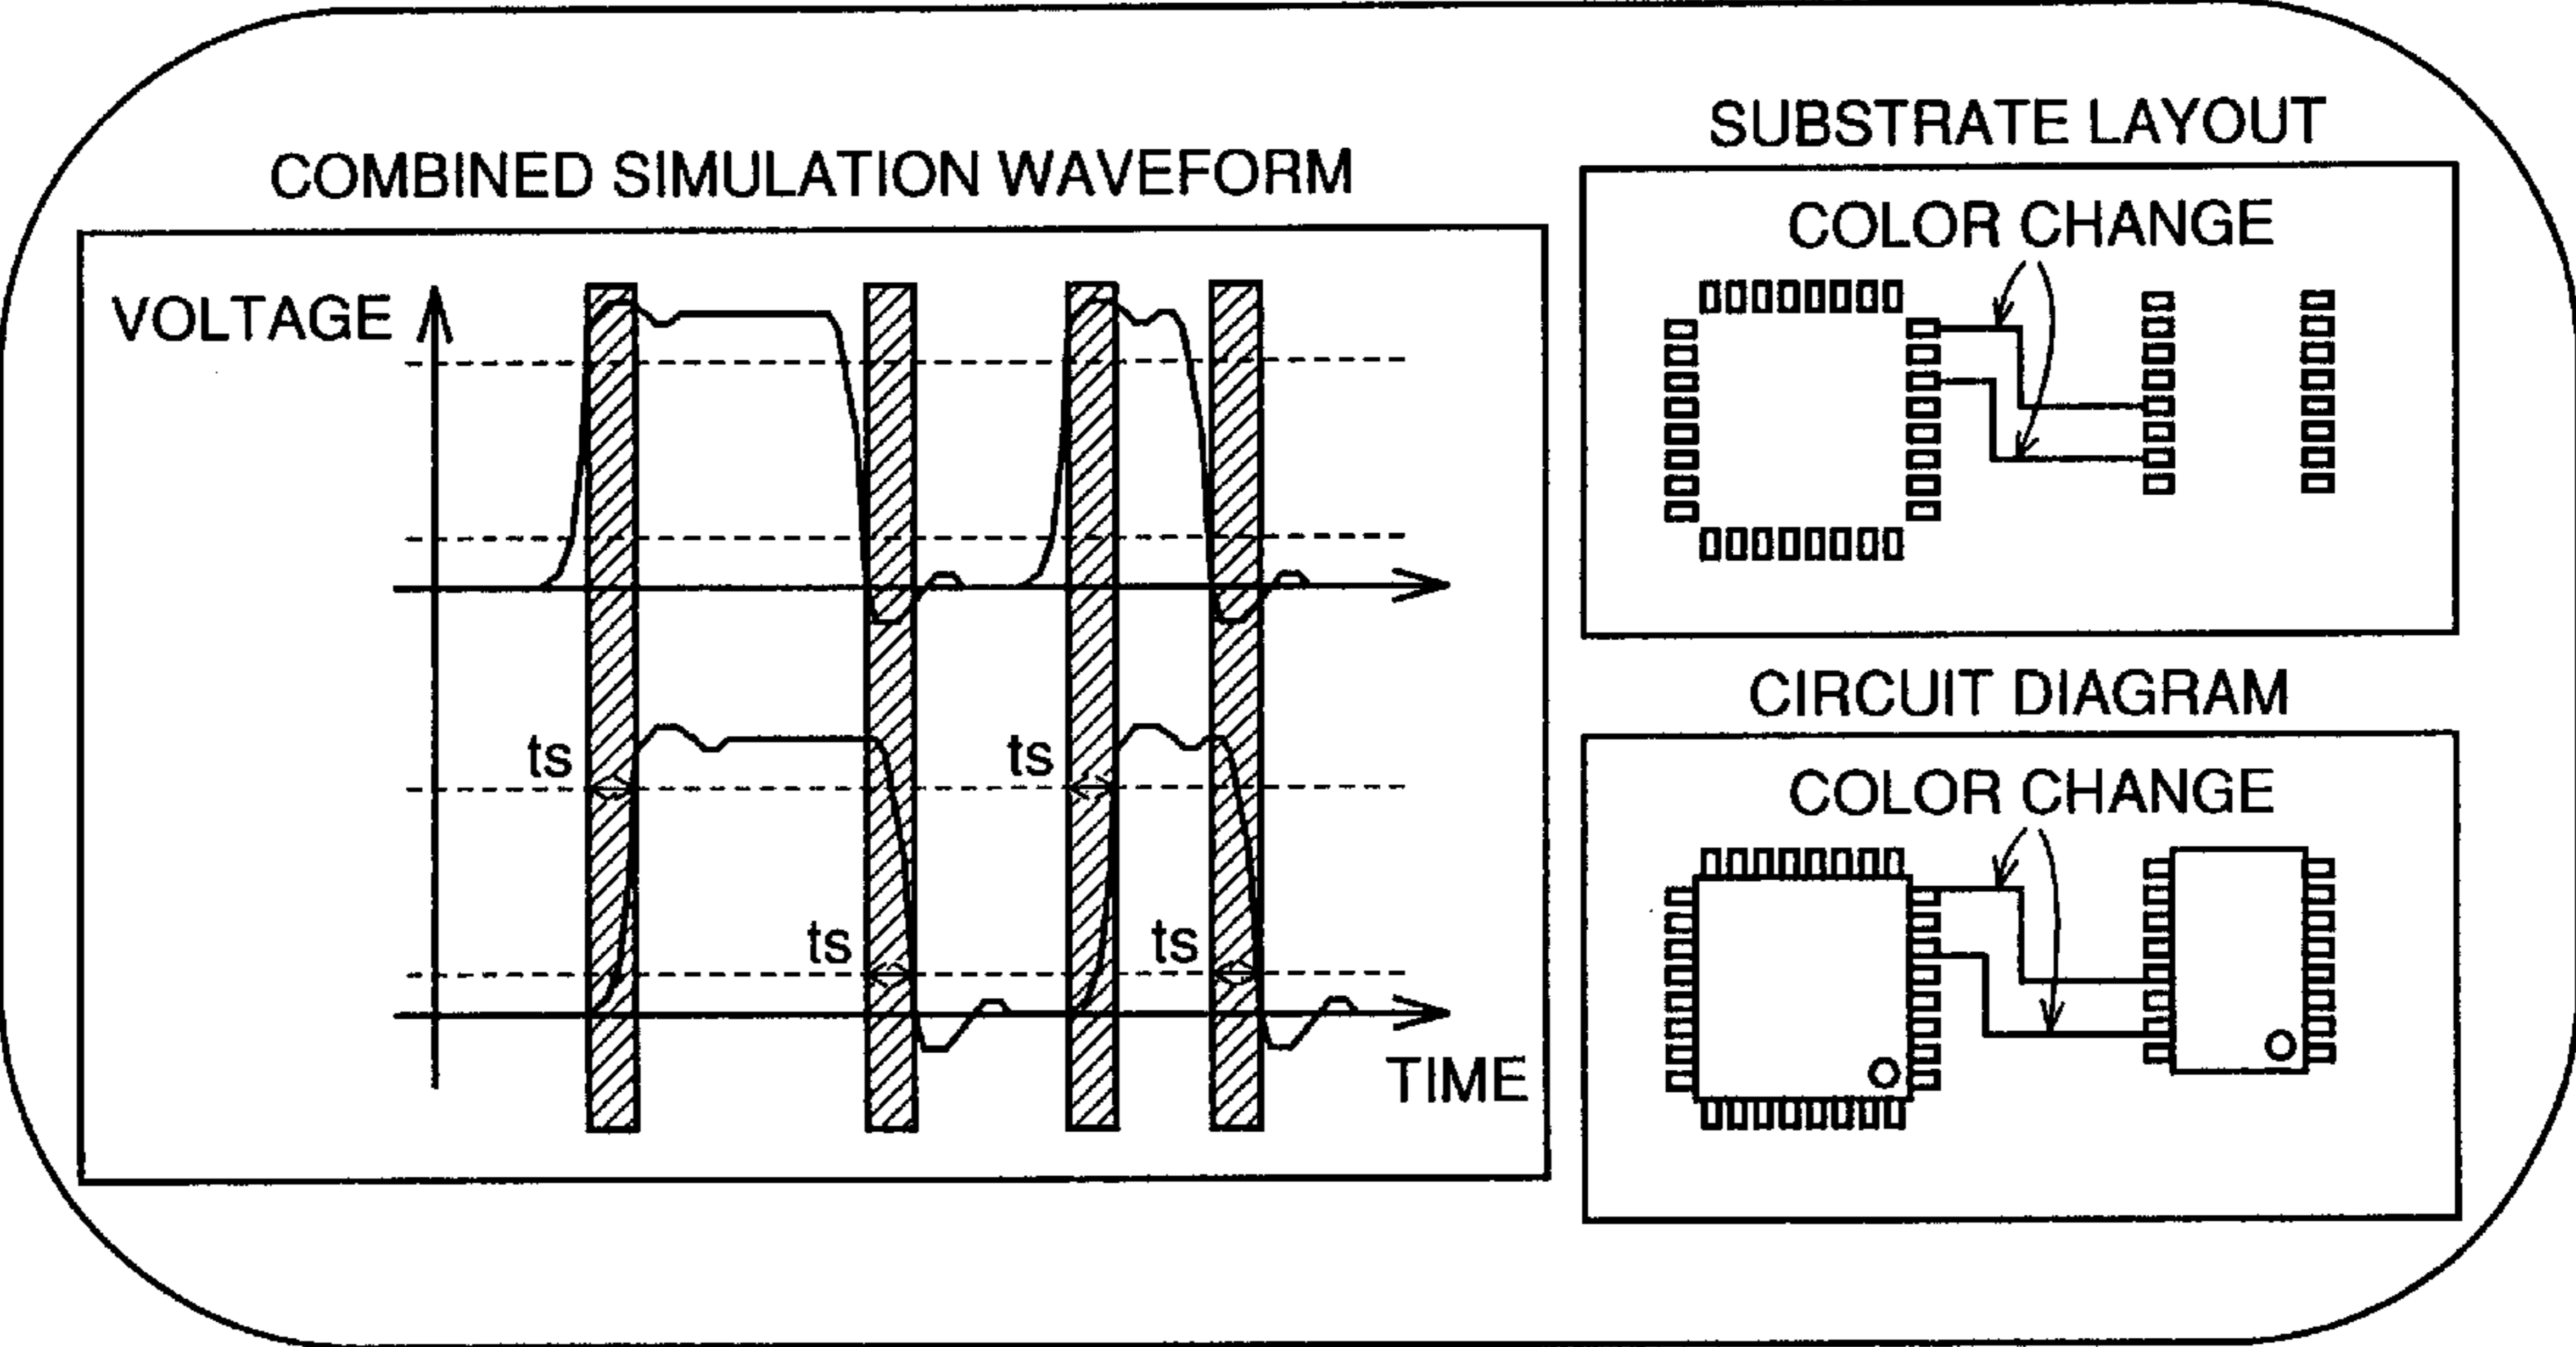 COMBINED SIMULATION WAVEFORM
VOLTAGE
ts
ts
ts
ts
TIME
SUBSTRATE LAYOUT
COLOR CHANGE
CIRCUIT DIAGRAM
COLOR CHANGE